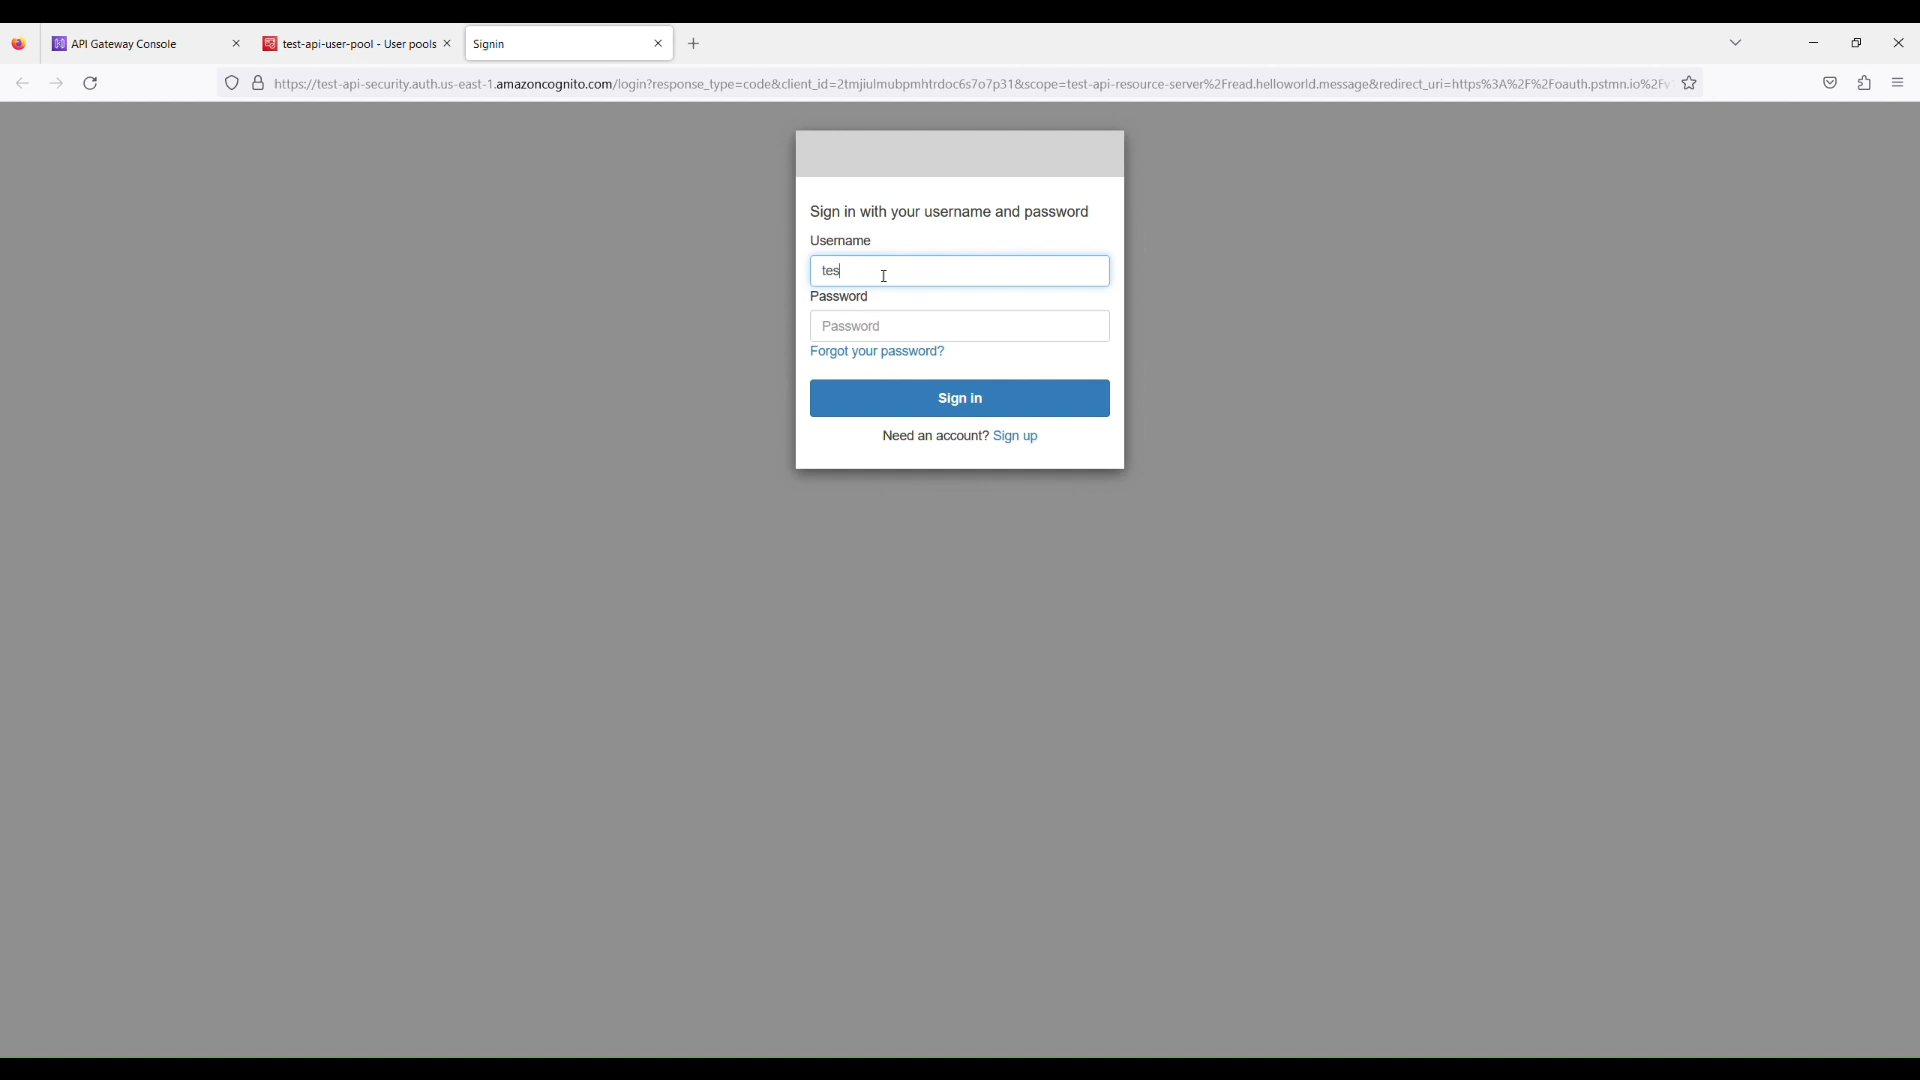 API Gateway Console
test-api-user-pool - User pools
Signin
https://test-api-security.auth.us-east-1.amazoncognito.com/login?response_type=code&client_id=2tmjiulmubpmhtrdoc6s7o7p31&scope=test-api-resource-server%2Fread.helloworld.message&redirect_uri=https%3A%2F%2Foauth.pstmn.io%2Fv
Sign in with your username and password
Username
tes
Password
Password
Forgot your password?
Sign in
Need an account? Sign up